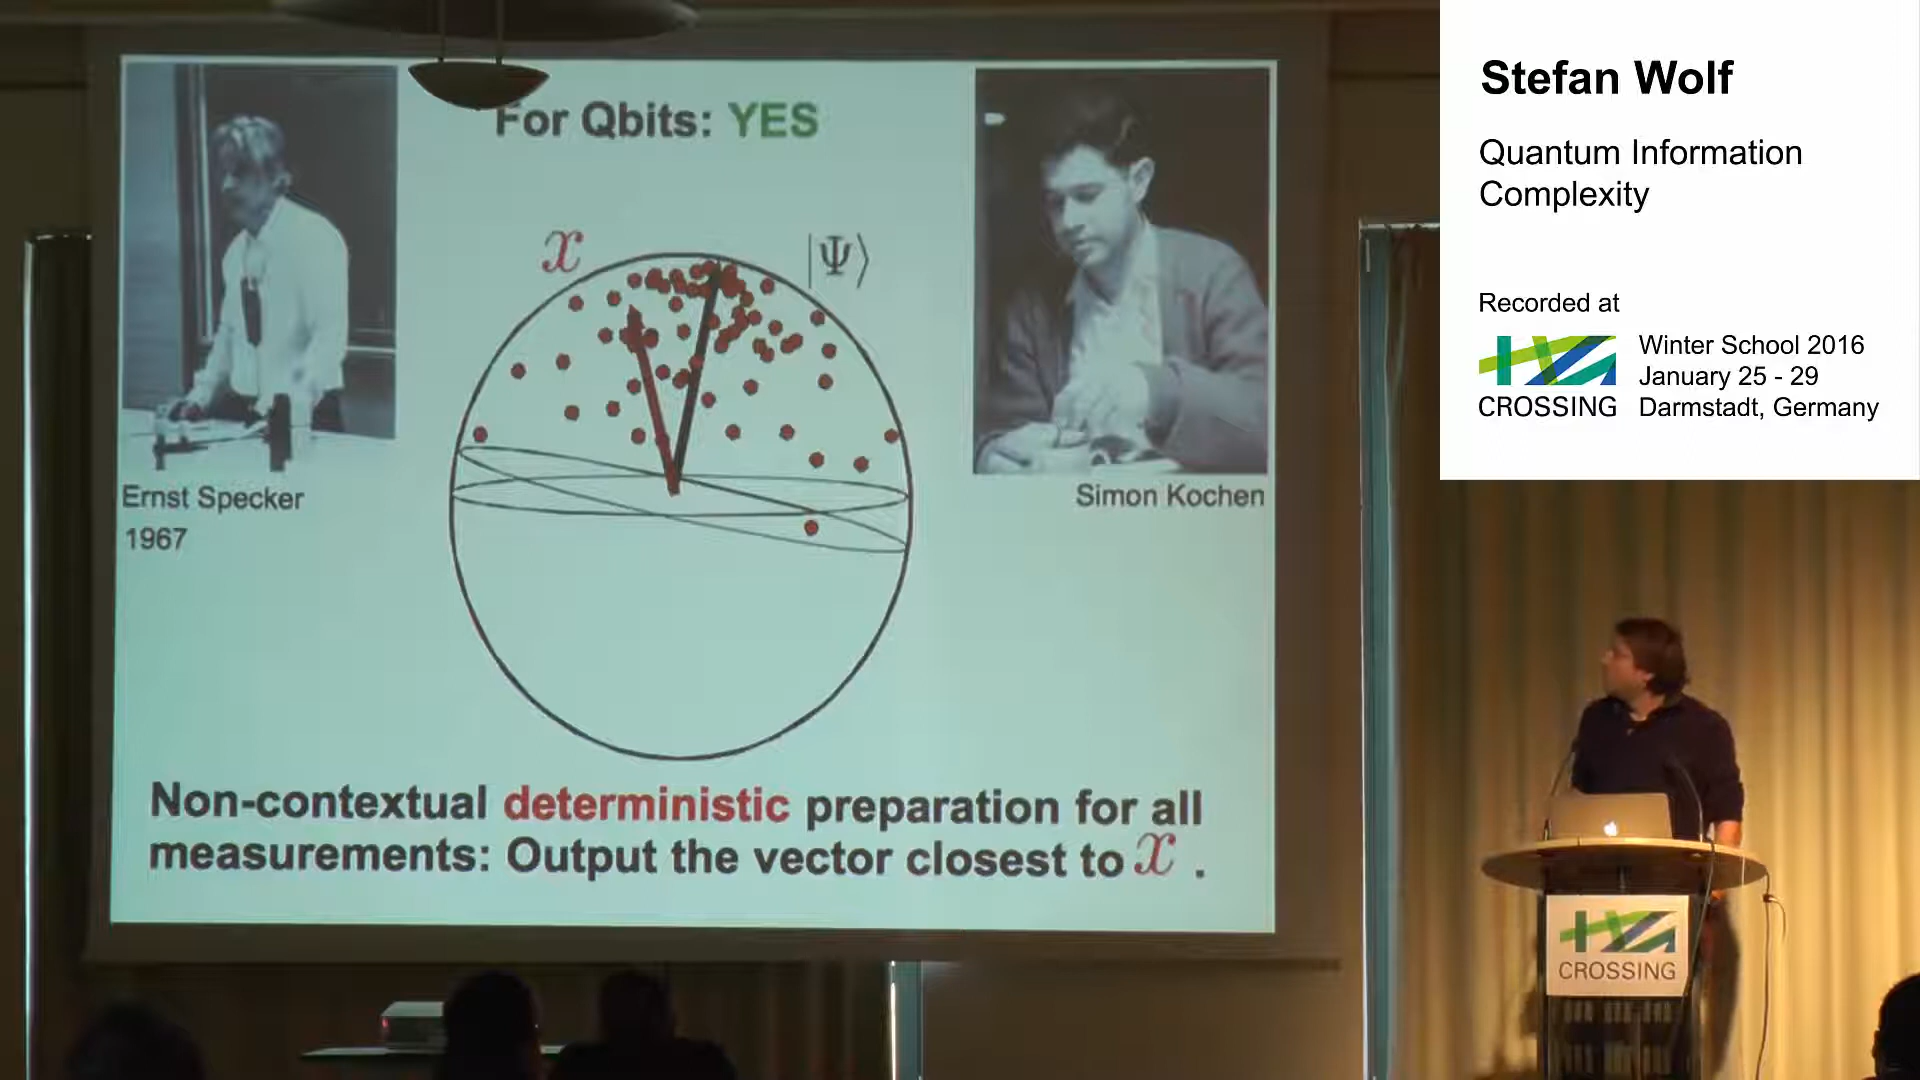 For Qbits: YES
x
|Ψ⟩
Ernst Specker
1967
Simon Kochen
Non-contextual deterministic preparation for all
measurements: Output the vector closest to x .
Stefan Wolf
Quantum Information
Complexity
Recorded at
CROSSING
Winter School 2016
January 25 - 29
Darmstadt, Germany
CROSSING